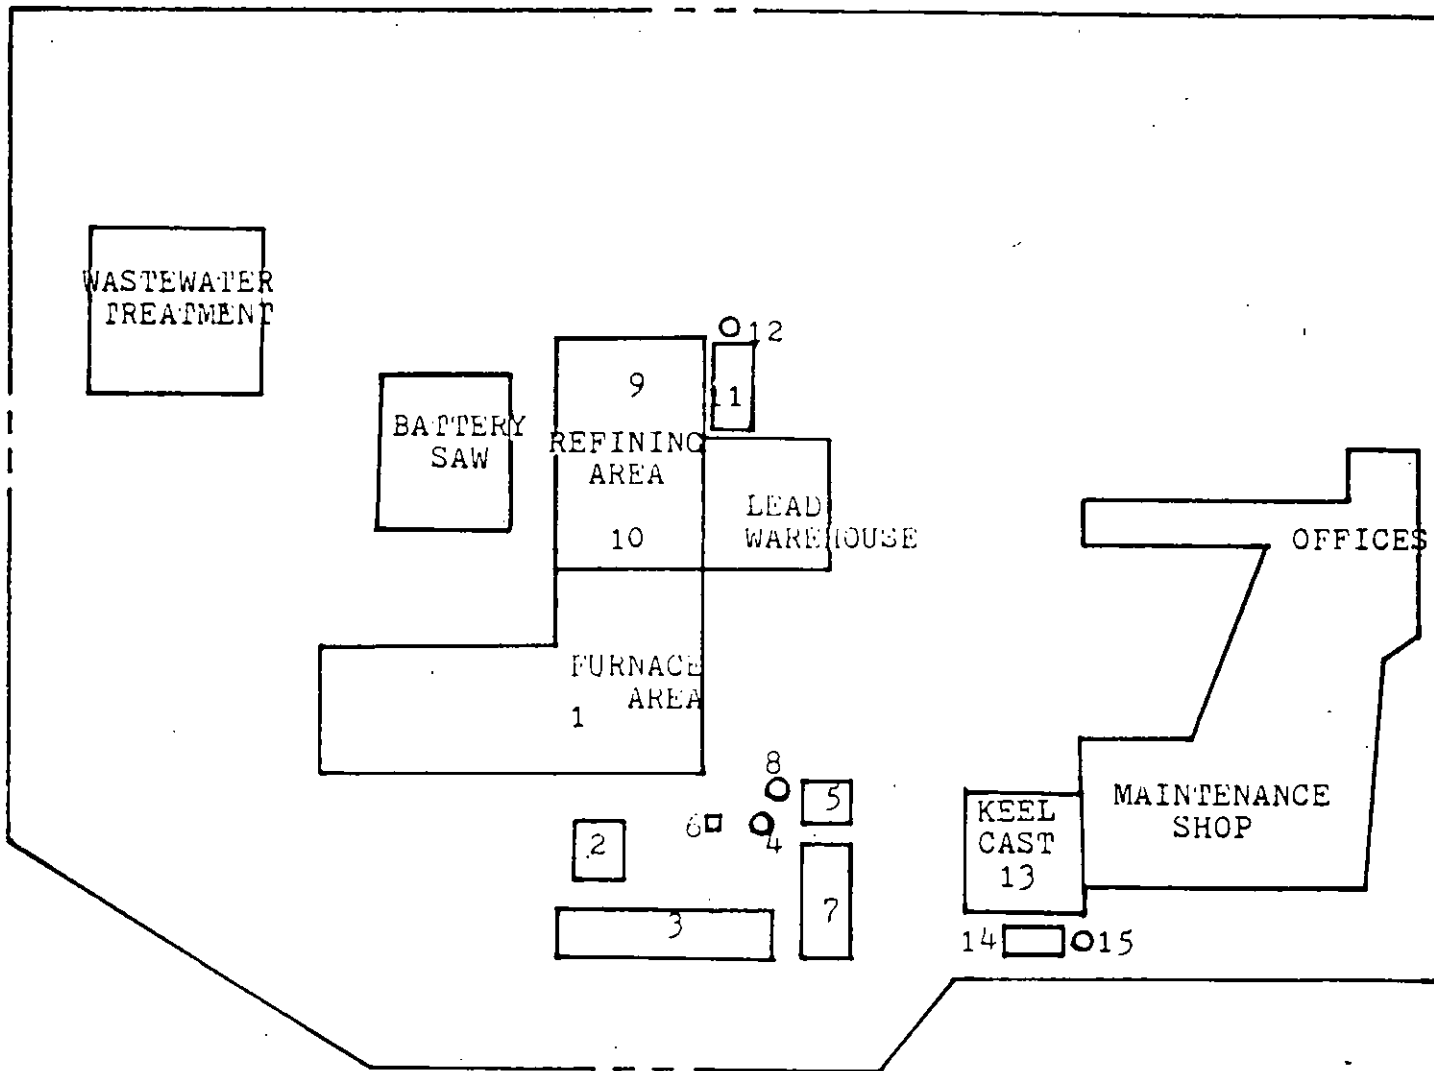 WASTEWATER
TREATMENT
12
9
11
BATTERY
SAW
REFINING
AREA
LEAD
WAREHOUSE
10
OFFICES
FURNACE
AREA
1
8
5
6
4
2
3
7
KEEL
CAST
13
MAINTENANCE
SHOP
14
15